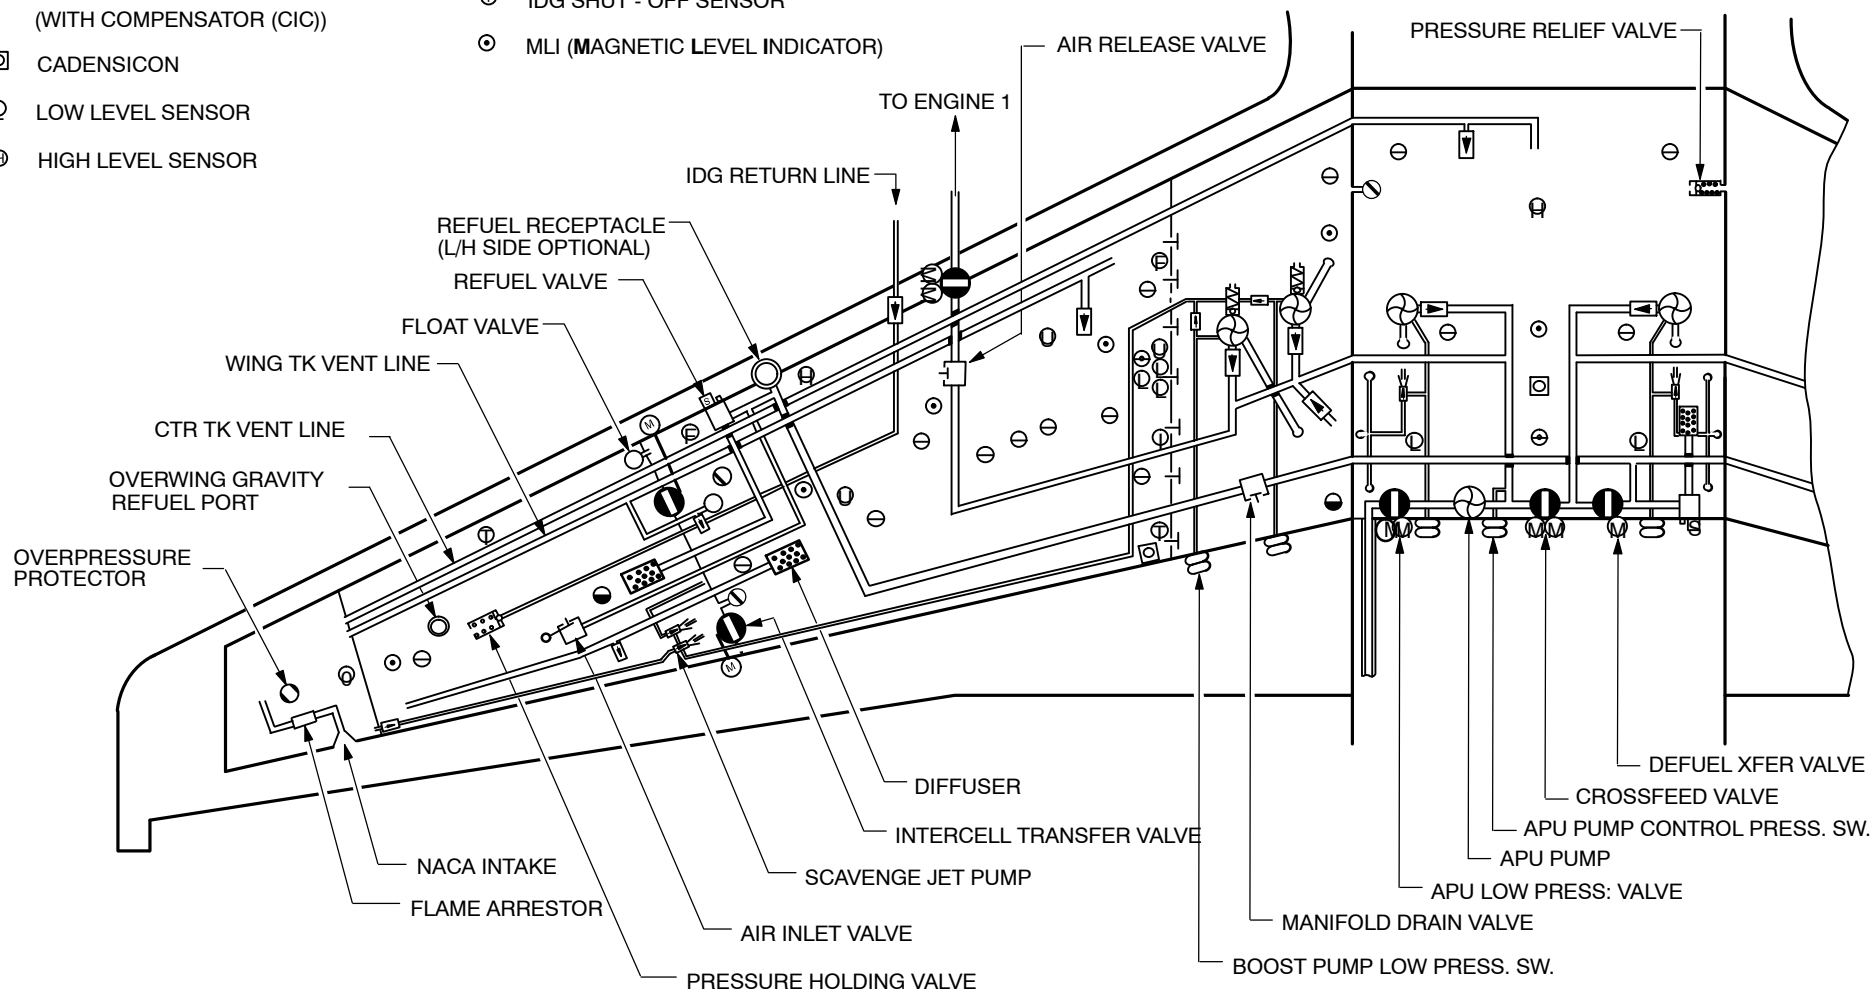 (WITH COMPENSATOR (CIC))
IDG SHUT - OFF SENSOR
CADENSICON
MLI (MAGNETIC LEVEL INDICATOR)
LOW LEVEL SENSOR
HIGH LEVEL SENSOR
AIR RELEASE VALVE
PRESSURE RELIEF VALVE
TO ENGINE 1
IDG RETURN LINE
REFUEL RECEPTACLE
(L/H SIDE OPTIONAL)
REFUEL VALVE
FLOAT VALVE
WING TK VENT LINE
CTR TK VENT LINE
OVERWING GRAVITY
REFUEL PORT
OVERPRESSURE
PROTECTOR
M
S
M
M
M
M
M
M
DEFUEL XFER VALVE
DIFFUSER
CROSSFEED VALVE
APU PUMP CONTROL PRESS. SW.
INTERCELL TRANSFER VALVE
APU PUMP
NACA INTAKE
SCAVENGE JET PUMP
APU LOW PRESS: VALVE
FLAME ARRESTOR
MANIFOLD DRAIN VALVE
AIR INLET VALVE
BOOST PUMP LOW PRESS. SW.
PRESSURE HOLDING VALVE